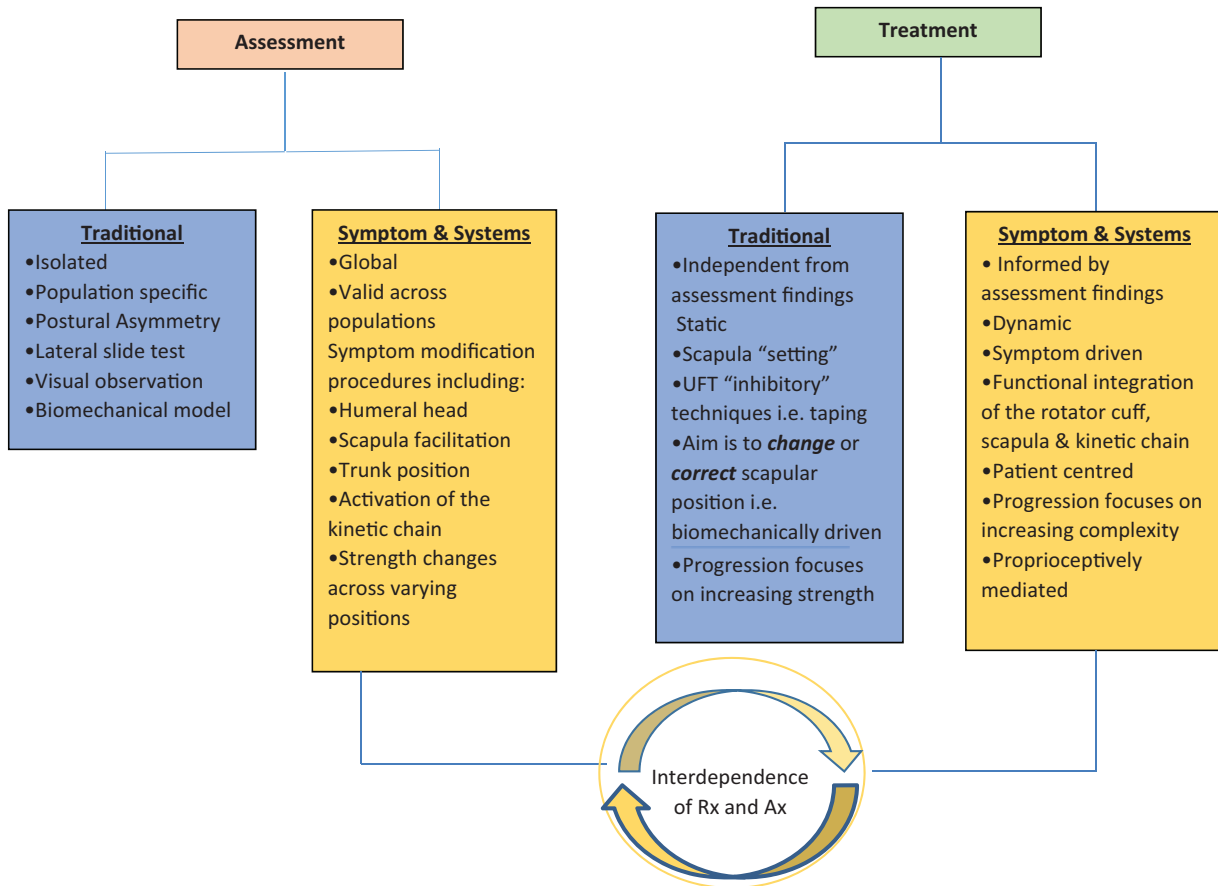 Assessment
Treatment
Traditional
•Isolated
•Population specific
•Postural Asymmetry
•Lateral slide test
•Visual observation
•Biomechanical model
Symptom & Systems
•Global
•Valid across
populations
Symptom modification
procedures including:
•Humeral head
•Scapula facilitation
•Trunk position
•Activation of the
kinetic chain
•Strength changes
across varying
positions
Traditional
•Independent from
assessment findings
Static
•Scapula “setting”
•UFT “inhibitory”
techniques i.e. taping
•Aim is to change or
correct scapular
position i.e.
biomechanically driven
•Progression focuses
on increasing strength
Symptom & Systems
• Informed by
assessment findings
•Dynamic
•Symptom driven
•Functional integration
of the rotator cuff,
scapula & kinetic chain
•Patient centred
•Progression focuses on
increasing complexity
•Proprioceptively
mediated
Interdependence
of Rx and Ax